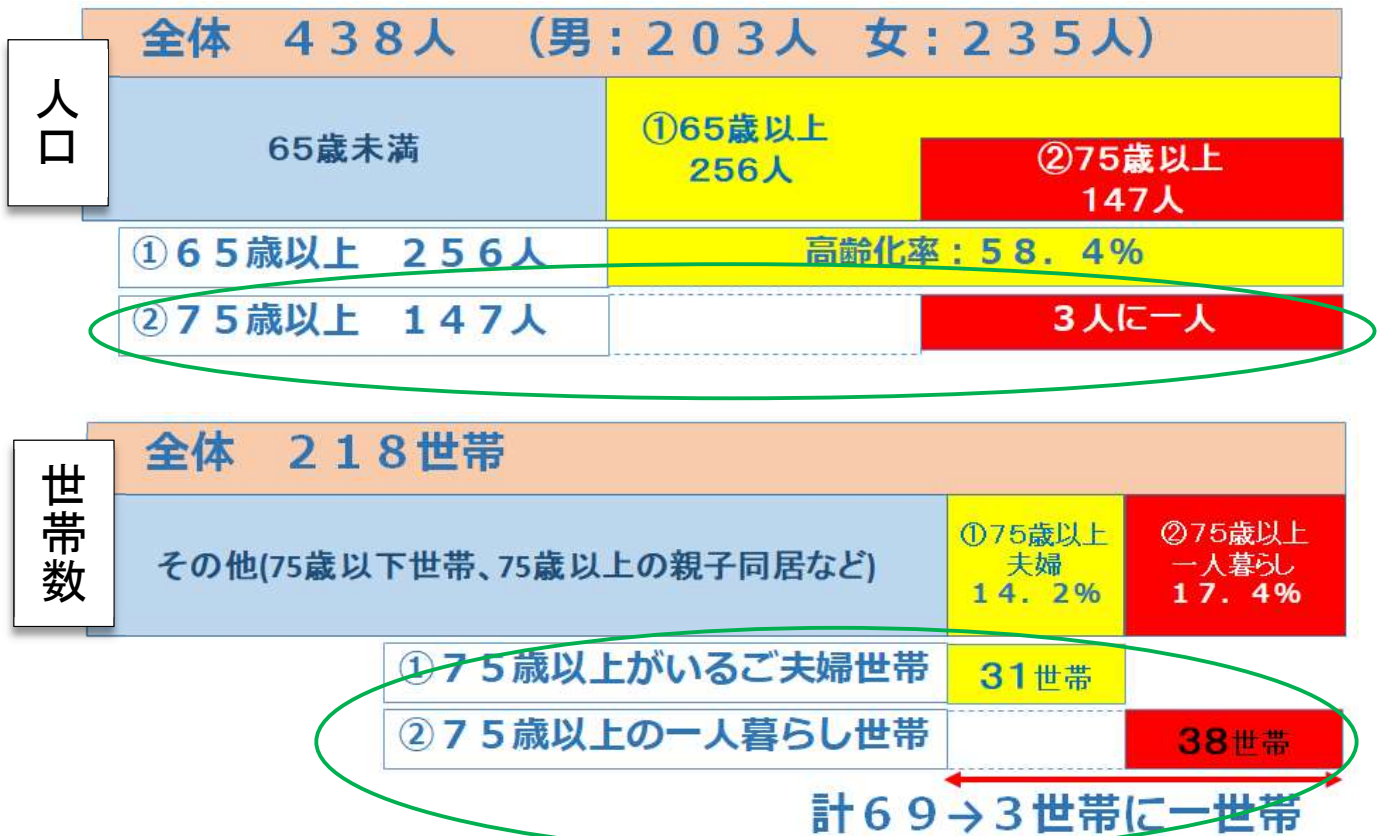 人口
全体　４３８人　（男：２０３人　女：２３５人）
65歳未満
①65歳以上
256人
②75歳以上
147人
①６５歳以上　２５６人
高齢化率：５８．４％
②７５歳以上　１４７人
３人に一人
世帯数
全体　２１８世帯
その他(75歳以下世帯、75歳以上の親子同居など)
①75歳以上
夫婦
１４．２％
②75歳以上
一人暮らし
１７．４％
①７５歳以上がいるご夫婦世帯
31世帯
②７５歳以上の一人暮らし世帯
38世帯
計６９→３世帯に一世帯